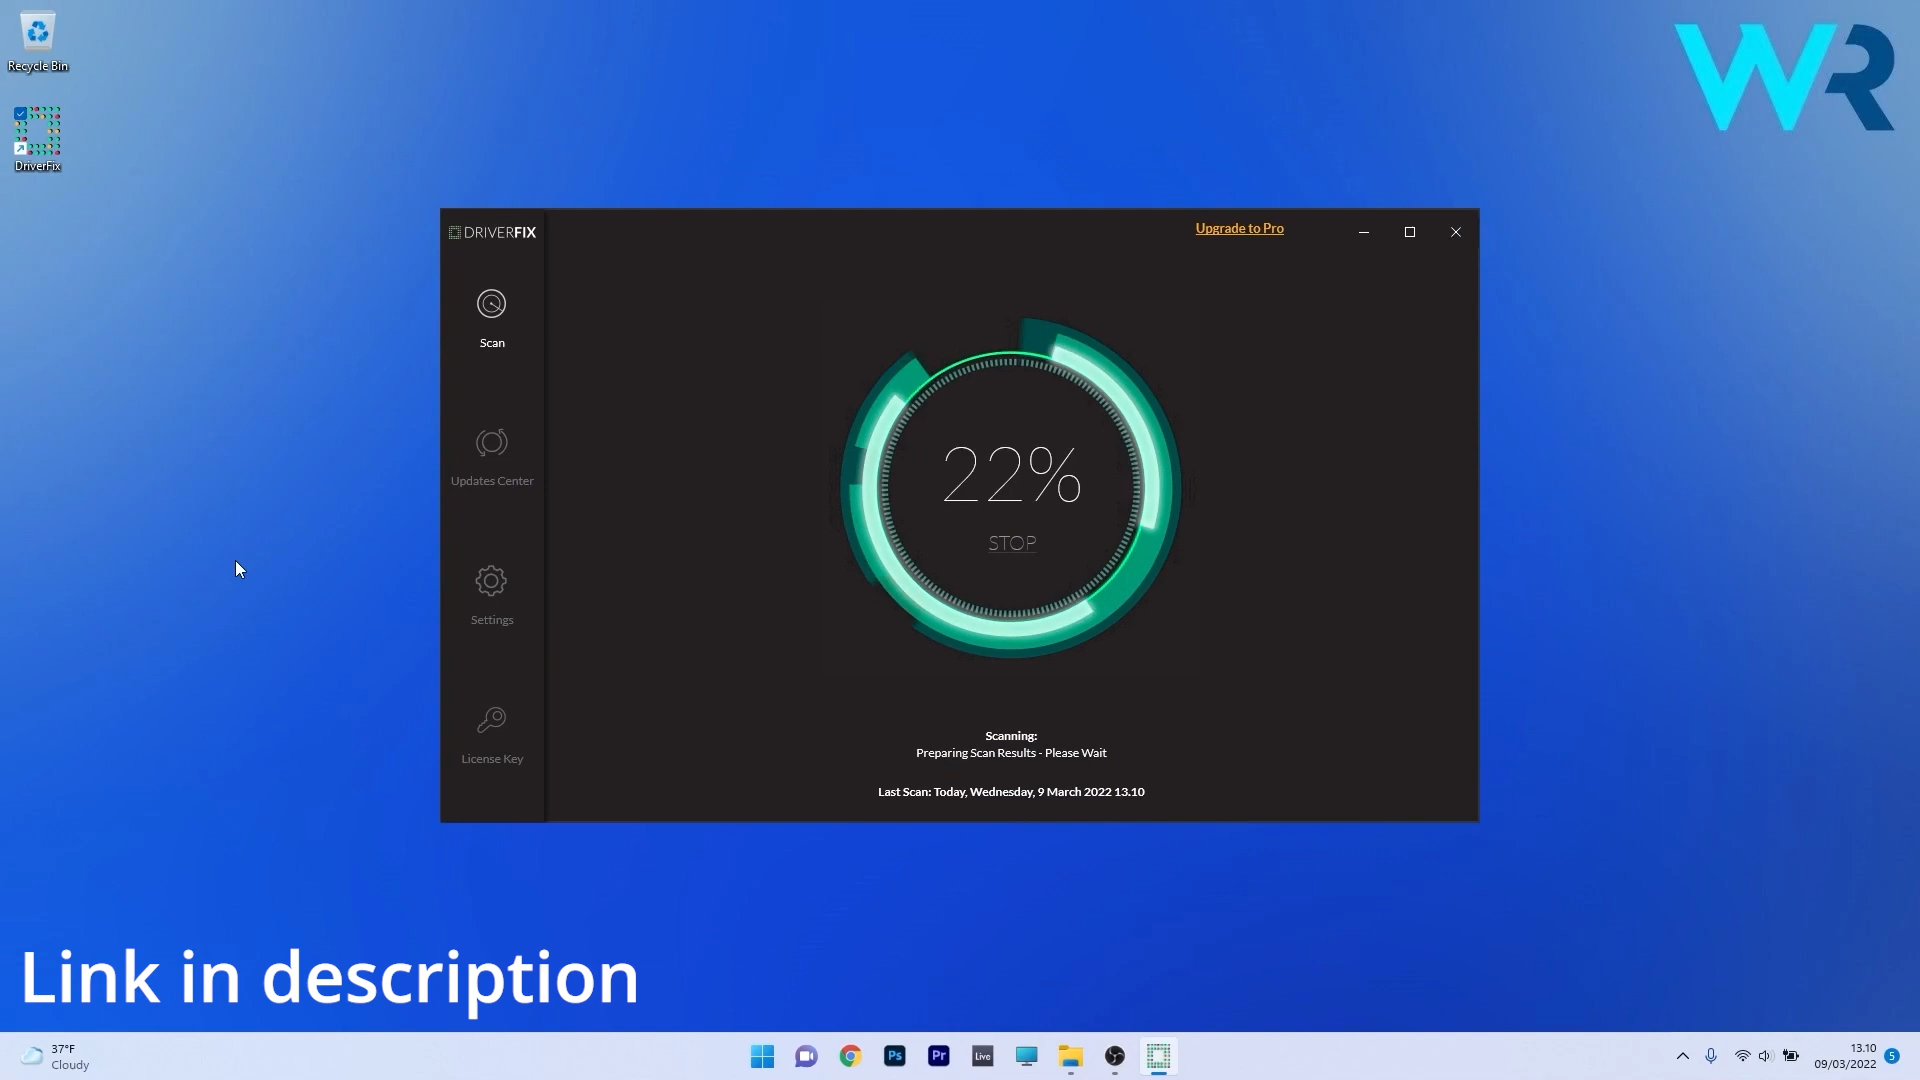 Recycle Bin
DriverFix
WR
DRIVERFIX
Upgrade to Pro
Scan
Updates Center
Settings
License Key
22%
STOP
Scanning:
Preparing Scan Results - Please Wait
Last Scan: Today, Wednesday, 9 March 2022 13.10
Link in description
37°F
Cloudy
Ps
Pr
Live
13.10
09/03/2022
5